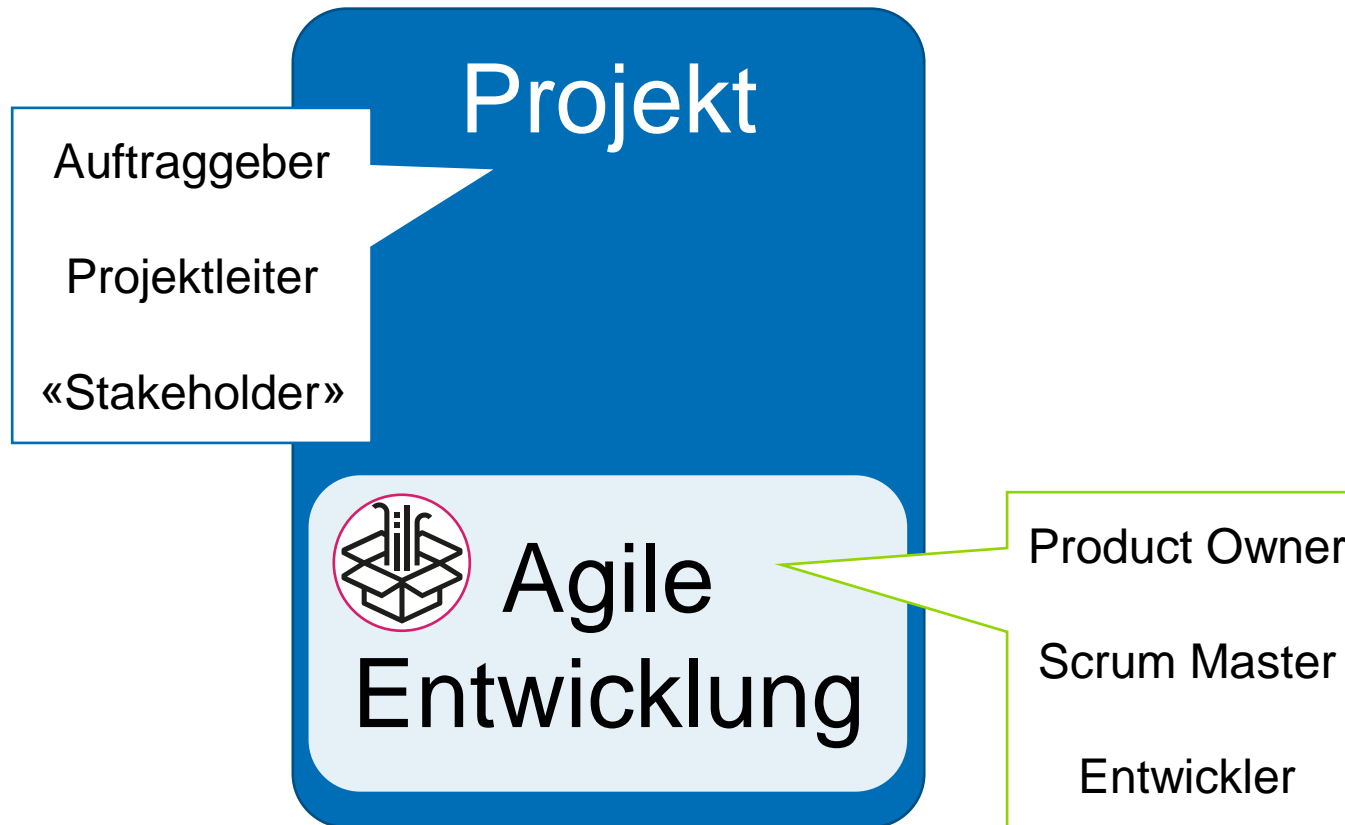 Projekt
Auftraggeber
Projektleiter
«Stakeholder»
Agile
Entwicklung
Product Owner
Scrum Master
Entwickler